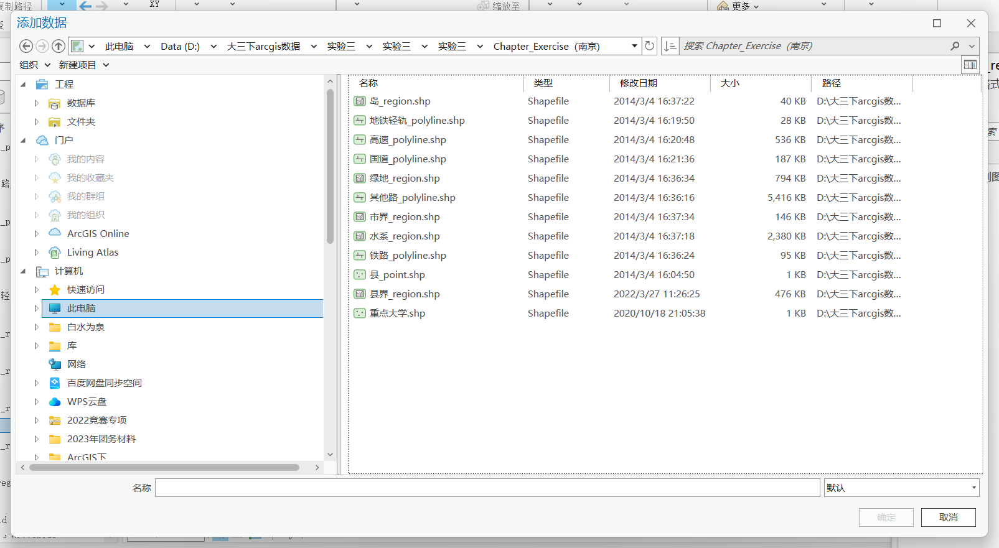 复制路径
XY
缩放至
更多
添加数据
此电脑
Data (D:)
大三下arcgis数据
实验三
实验三
实验三
Chapter_Exercise（南京）
搜索 Chapter_Exercise（南京）
组织
新建项目
工程
数据库
文件夹
门户
我的内容
我的收藏夹
我的群组
我的组织
ArcGIS Online
Living Atlas
计算机
快速访问
此电脑
白水为泉
库
网络
百度网盘同步空间
WPS云盘
2022竞赛专项
2023年团务材料
ArcGIS下
名称 类型 修改日期 大小 路径
岛_region.shp Shapefile 2014/3/4 16:37:22 40 KB D:\大三下arcgis数...
地铁轻轨_polyline.shp Shapefile 2014/3/4 16:19:50 28 KB D:\大三下arcgis数...
高速_polyline.shp Shapefile 2014/3/4 16:20:48 536 KB D:\大三下arcgis数...
国道_polyline.shp Shapefile 2014/3/4 16:21:36 187 KB D:\大三下arcgis数...
绿地_region.shp Shapefile 2014/3/4 16:36:34 794 KB D:\大三下arcgis数...
其他路_polyline.shp Shapefile 2014/3/4 16:36:16 5,416 KB D:\大三下arcgis数...
市界_region.shp Shapefile 2014/3/4 16:37:34 146 KB D:\大三下arcgis数...
水系_region.shp Shapefile 2014/3/4 16:37:18 2,380 KB D:\大三下arcgis数...
铁路_polyline.shp Shapefile 2014/3/4 16:36:24 95 KB D:\大三下arcgis数...
县_point.shp Shapefile 2014/3/4 16:04:50 1 KB D:\大三下arcgis数...
县界_region.shp Shapefile 2022/3/27 11:26:25 476 KB D:\大三下arcgis数...
重点大学.shp Shapefile 2020/10/18 21:05:38 1 KB D:\大三下arcgis数...
名称
默认
确定
取消